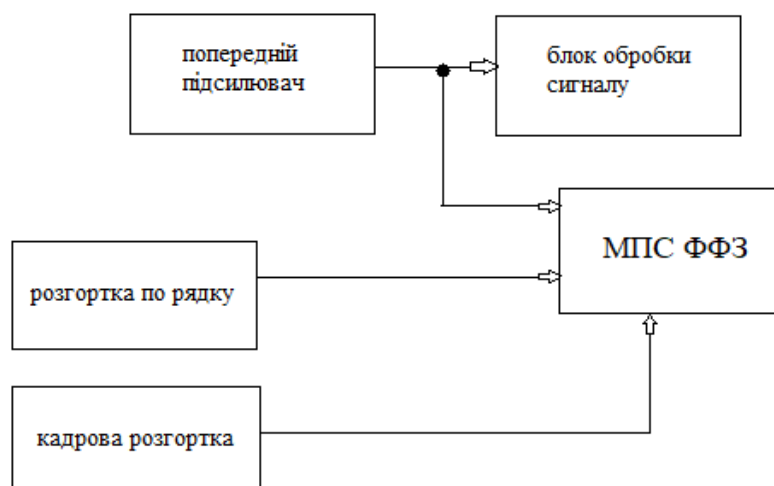 попередній
підсилювач
блок обробки
сигналу
МПС ФФЗ
розгортка по рядку
кадрова розгортка